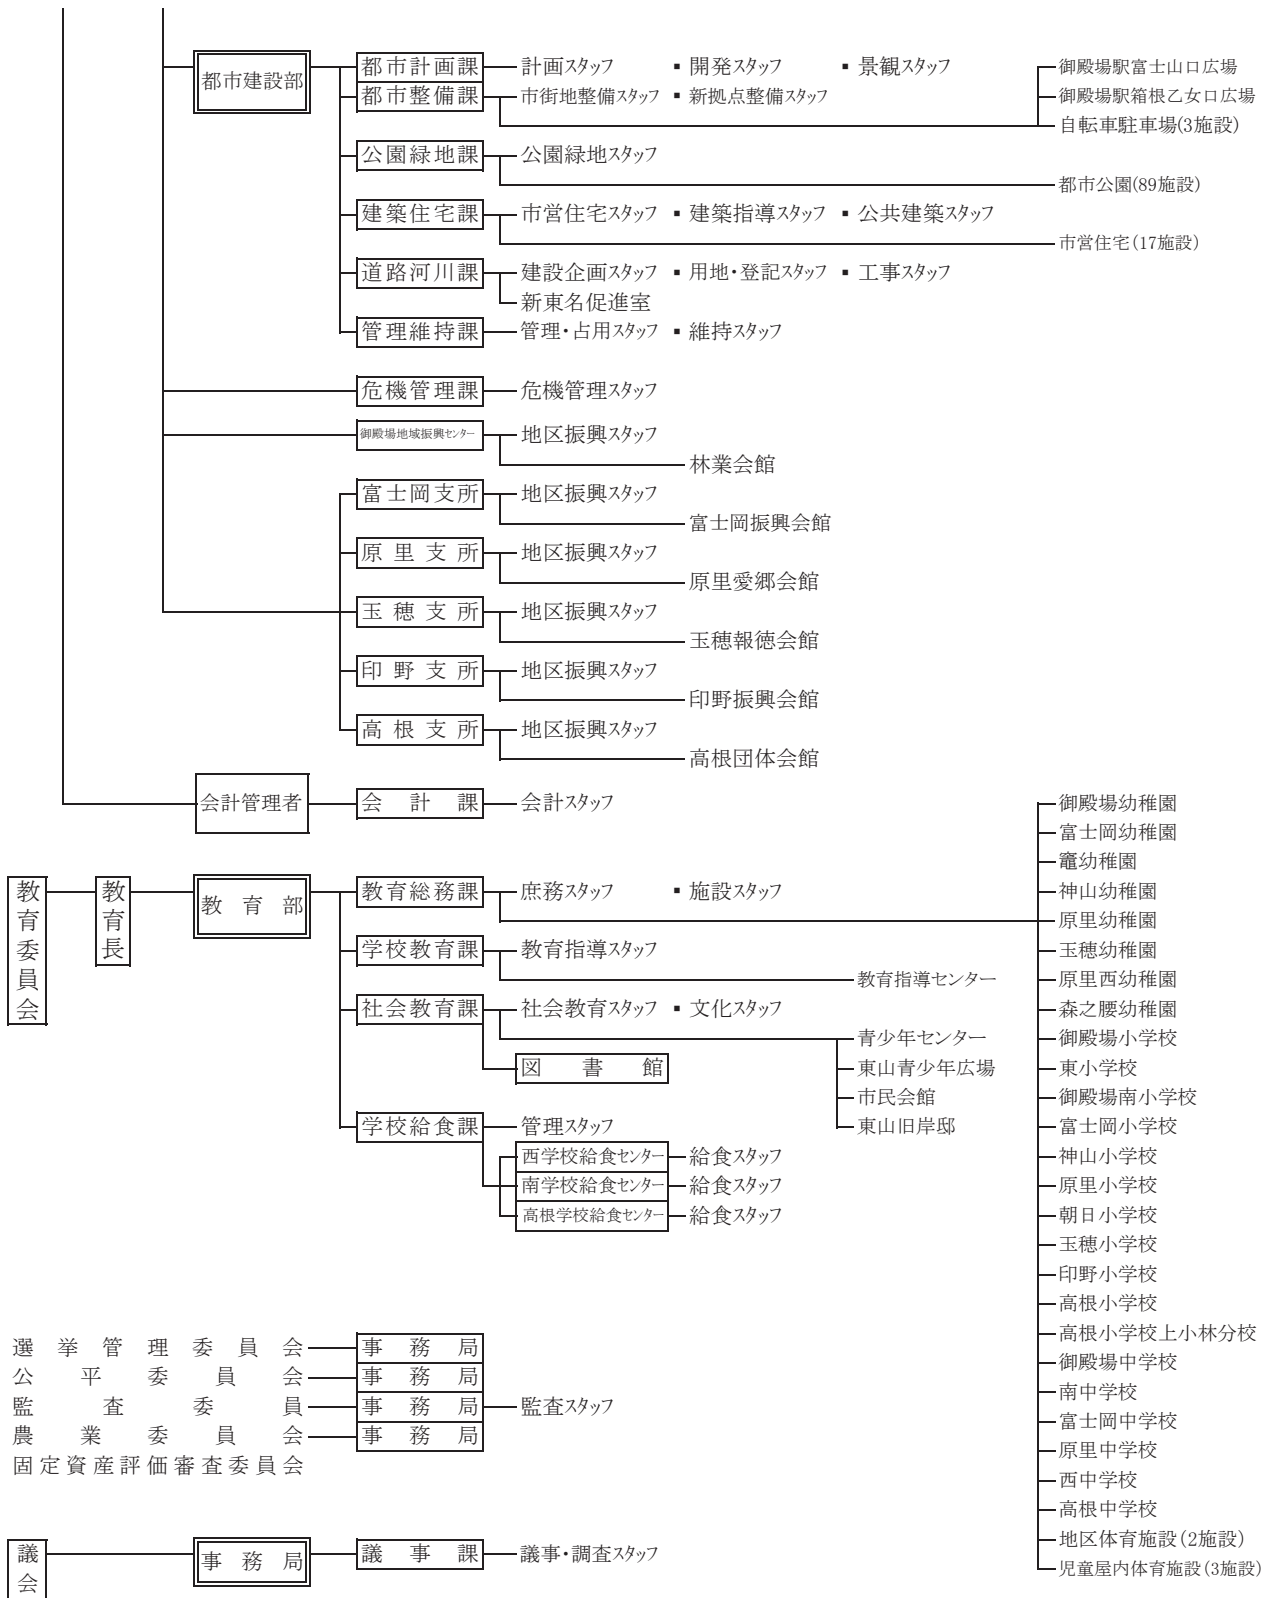 都市建設部
都市計画課 計画スタッフ ▪ 開発スタッフ ▪ 景観スタッフ 御殿場駅富士山口広場
都市整備課 市街地整備スタッフ ▪ 新拠点整備スタッフ 御殿場駅箱根乙女口広場
自転車駐車場(3施設)
公園緑地課 公園緑地スタッフ
都市公園(89施設)
建築住宅課 市営住宅スタッフ ▪ 建築指導スタッフ ▪ 公共建築スタッフ
市営住宅(17施設)
道路河川課 建設企画スタッフ ▪ 用地・登記スタッフ ▪ 工事スタッフ
新東名促進室
管理維持課 管理・占用スタッフ ▪ 維持スタッフ
危機管理課 危機管理スタッフ
御殿場地域振興センター 地区振興スタッフ
林業会館
富士岡支所 地区振興スタッフ
富士岡振興会館
原里支所 地区振興スタッフ
原里愛郷会館
玉穂支所 地区振興スタッフ
玉穂報徳会館
印野支所 地区振興スタッフ
印野振興会館
高根支所 地区振興スタッフ
高根団体会館
会計管理者 会計課 会計スタッフ
教育委員会 教育長 教育部
教育総務課 庶務スタッフ ▪ 施設スタッフ
学校教育課 教育指導スタッフ
教育指導センター
社会教育課 社会教育スタッフ ▪ 文化スタッフ
青少年センター
東山青少年広場
市民会館
東山旧岸邸
図書館
学校給食課 管理スタッフ
西学校給食センター 給食スタッフ
南学校給食センター 給食スタッフ
高根学校給食センター 給食スタッフ
御殿場幼稚園
富士岡幼稚園
竈幼稚園
神山幼稚園
原里幼稚園
玉穂幼稚園
原里西幼稚園
森之腰幼稚園
御殿場小学校
東小学校
御殿場南小学校
富士岡小学校
神山小学校
原里小学校
朝日小学校
玉穂小学校
印野小学校
高根小学校
高根小学校上小林分校
御殿場中学校
南中学校
富士岡中学校
原里中学校
西中学校
高根中学校
地区体育施設(2施設)
児童屋内体育施設(3施設)
選挙管理委員会 事務局
公平委員会 事務局
監査委員 事務局 監査スタッフ
農業委員会 事務局
固定資産評価審査委員会
議会 事務局 議事課 議事・調査スタッフ